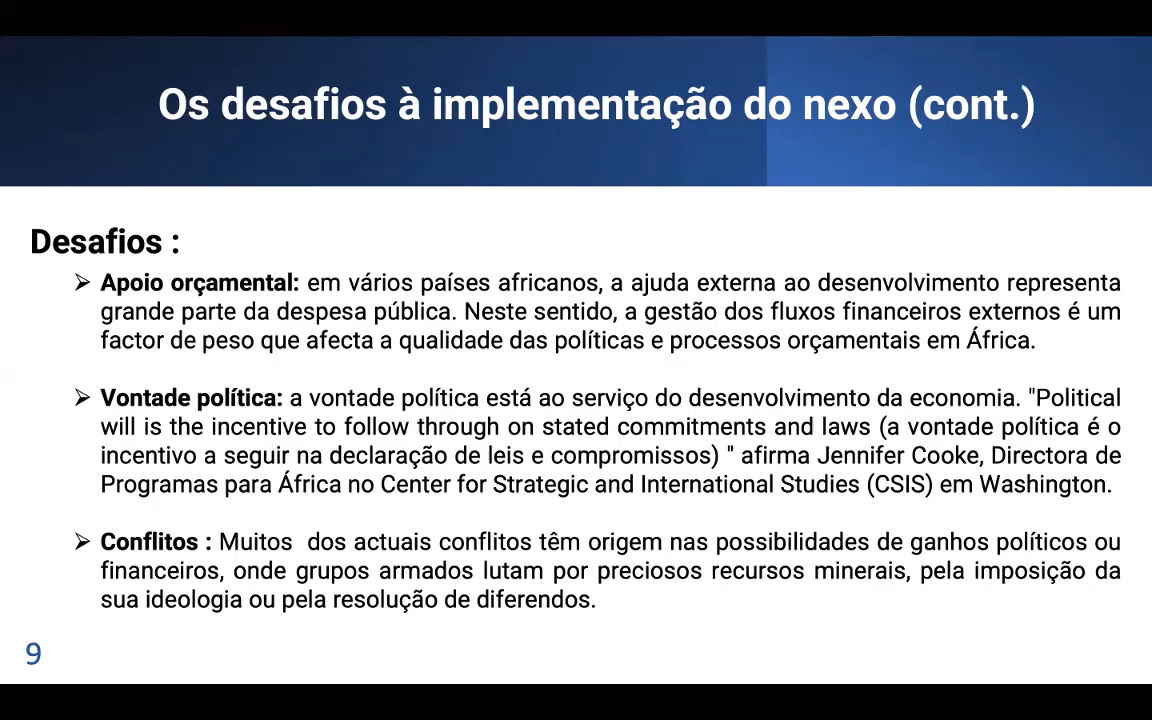 Os desafios à implementação do nexo (cont.)
Desafios :
➢ Apoio orçamental: em vários países africanos, a ajuda externa ao desenvolvimento representa
grande parte da despesa pública. Neste sentido, a gestão dos fluxos financeiros externos é um
factor de peso que afecta a qualidade das políticas e processos orçamentais em África.
➢ Vontade política: a vontade política está ao serviço do desenvolvimento da economia. "Political
will is the incentive to follow through on stated commitments and laws (a vontade política é o
incentivo a seguir na declaração de leis e compromissos) " afirma Jennifer Cooke, Directora de
Programas para África no Center for Strategic and International Studies (CSIS) em Washington.
➢ Conflitos : Muitos  dos actuais conflitos têm origem nas possibilidades de ganhos políticos ou
financeiros, onde grupos armados lutam por preciosos recursos minerais, pela imposição da
sua ideologia ou pela resolução de diferendos.
9